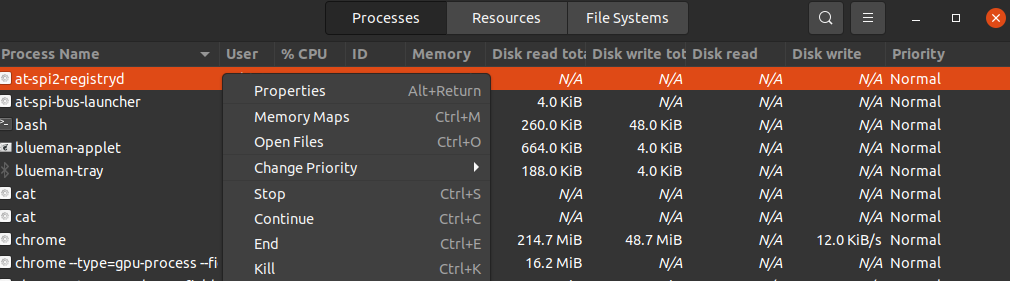 Processes Resources File Systems
Process Name User % CPU ID Memory Disk read tota Disk write tot Disk read Disk write Priority
at-spi2-registryd N/A N/A N/A N/A Normal
Properties Alt+Return
at-spi-bus-launcher 4.0 KiB N/A N/A N/A Normal
Memory Maps Ctrl+M
bash 260.0 KiB 48.0 KiB N/A N/A Normal
Open Files Ctrl+O
blueman-applet 664.0 KiB 4.0 KiB N/A N/A Normal
Change Priority
blueman-tray 188.0 KiB 4.0 KiB N/A N/A Normal
Stop Ctrl+S
cat N/A N/A N/A N/A Normal
Continue Ctrl+C
cat N/A N/A N/A N/A Normal
End Ctrl+E
chrome 214.7 MiB 48.7 MiB N/A 12.0 KiB/s Normal
Kill Ctrl+K
chrome --type=gpu-process --fi 16.2 MiB N/A N/A N/A Normal